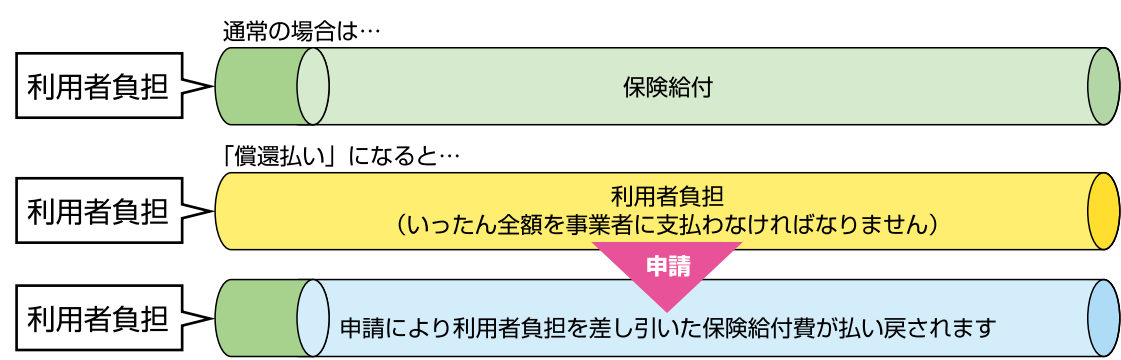 通常の場合は…
利用者負担
保険給付
「償還払い」になると…
利用者負担
利用者負担
（いったん全額を事業者に支払わなければなりません）
申請
利用者負担
申請により利用者負担を差し引いた保険給付費が払い戻されます